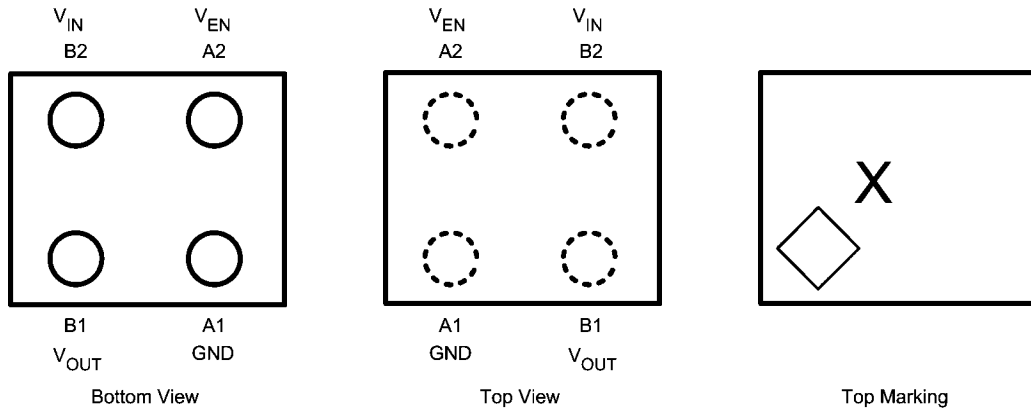 V_IN V_EN V_EN V_IN
B2 A2 A2 B2
X
B1 A1 A1 B1
V_OUT GND GND V_OUT
Bottom View Top View Top Marking